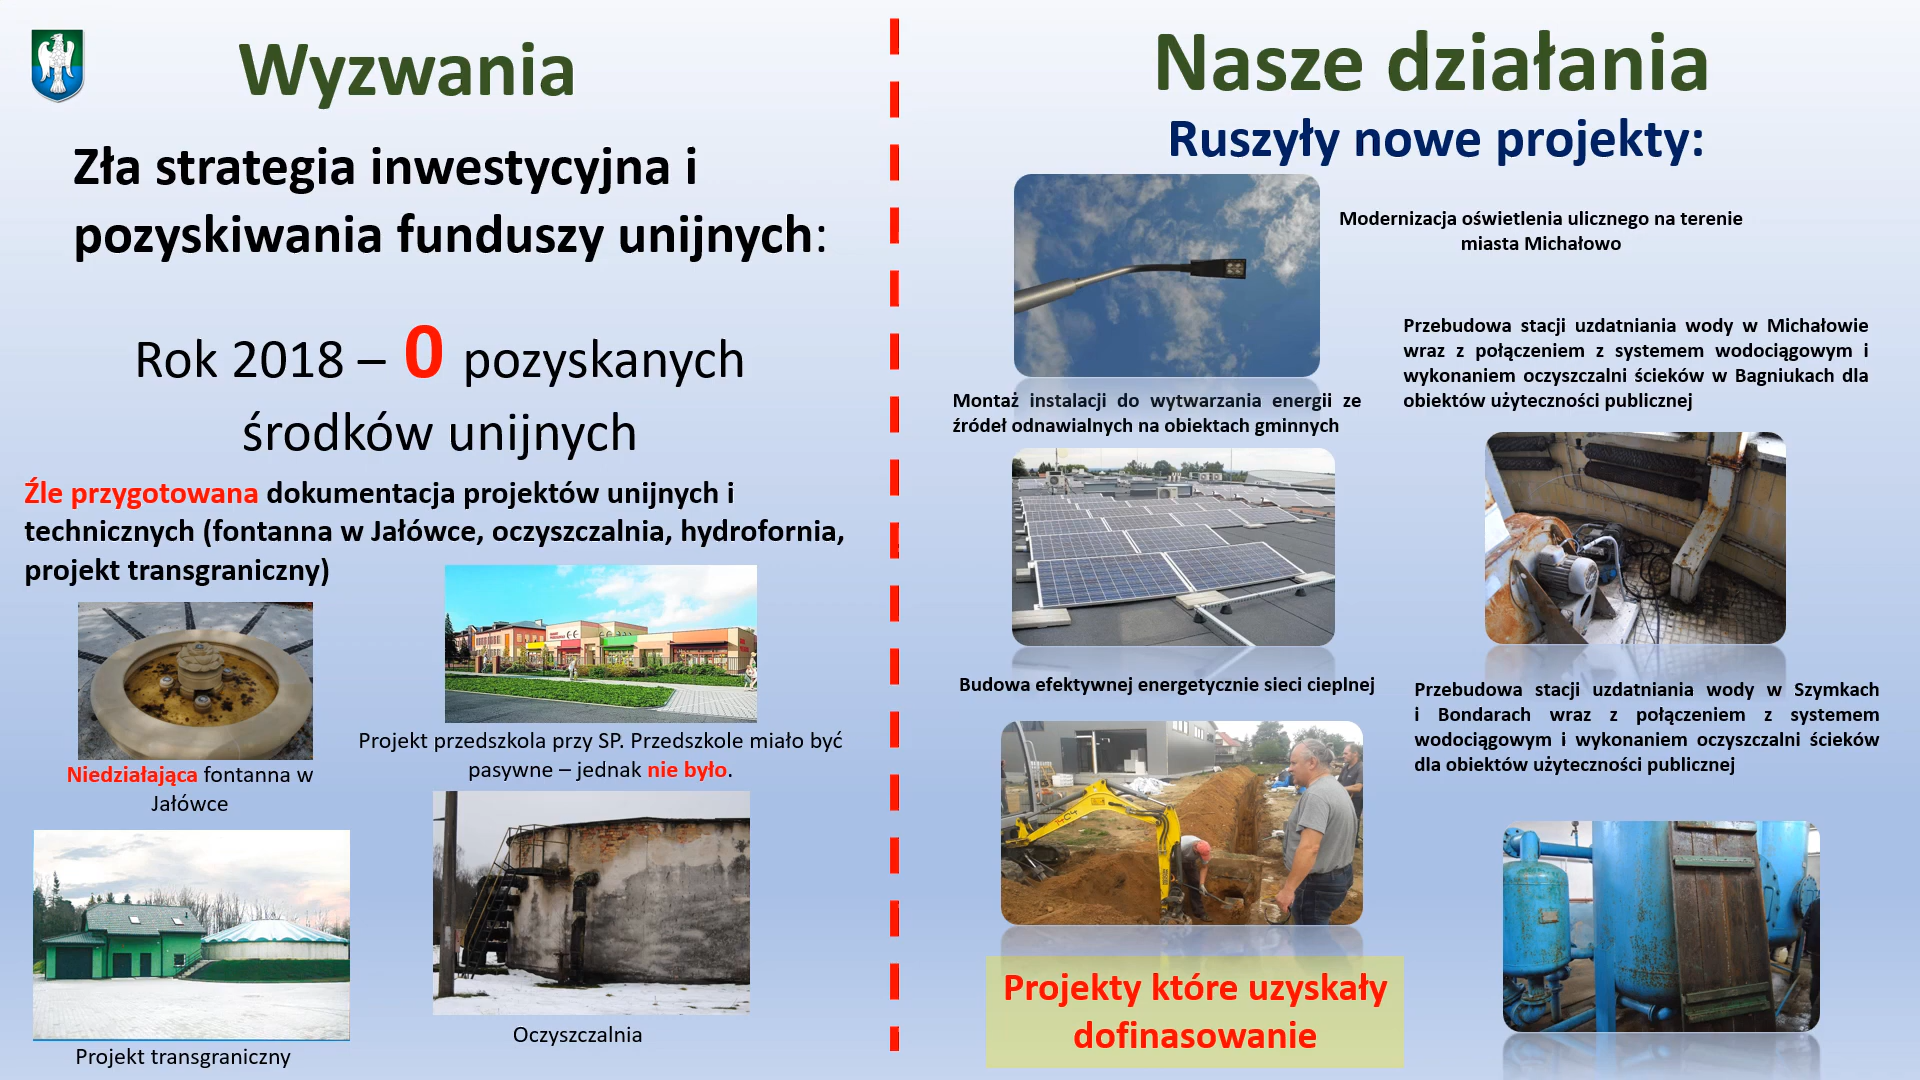 Wyzwania
Zła strategia inwestycyjna i
pozyskiwania funduszy unijnych:
Rok 2018 – 0 pozyskanych
środków unijnych
Źle przygotowana dokumentacja projektów unijnych i
technicznych (fontanna w Jałówce, oczyszczalnia, hydrofornia,
projekt transgraniczny)
Niedziałająca fontanna w
Jałówce
Projekt przedszkola przy SP. Przedszkole miało być
pasywne – jednak nie było.
Projekt transgraniczny
Oczyszczalnia
Nasze działania
Ruszyły nowe projekty:
Modernizacja oświetlenia ulicznego na terenie
miasta Michałowo
Montaż instalacji do wytwarzania energii ze
źródeł odnawialnych na obiektach gminnych
Budowa efektywnej energetycznie sieci cieplnej
Projekty które uzyskały
dofinasowanie
Przebudowa stacji uzdatniania wody w Michałowie
wraz z połączeniem z systemem wodociągowym i
wykonaniem oczyszczalni ścieków w Bagniukach dla
obiektów użyteczności publicznej
Przebudowa stacji uzdatniania wody w Szymkach
i Bondarach wraz z połączeniem z systemem
wodociągowym i wykonaniem oczyszczalni ścieków
dla obiektów użyteczności publicznej